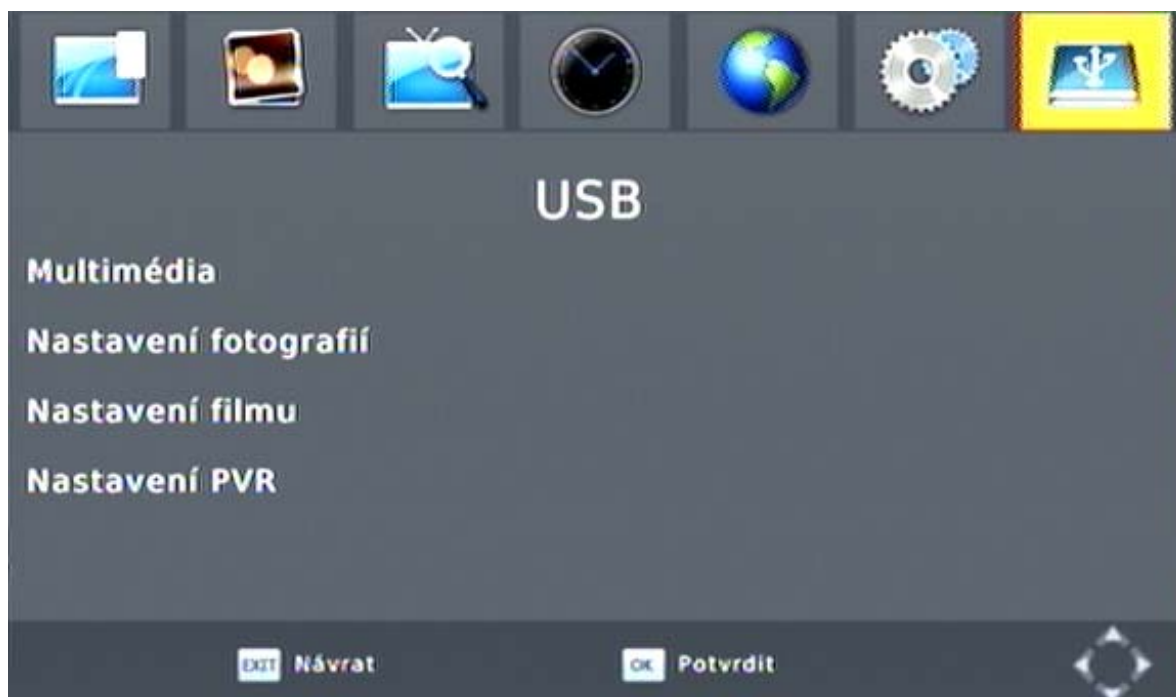 USB
Multimédia
Nastavení fotografií
Nastavení filmu
Nastavení PVR
EXIT Návrat
OK Potvrdit